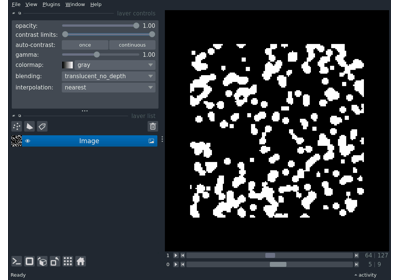 File View Plugins Window Help
layer controls
opacity: 1.00
contrast limits:
auto-contrast: once continuous
gamma: 1.00
colormap: gray
blending: translucent_no_depth
interpolation: nearest
layer list
Image
1 64 127
0 5 9
Ready activity